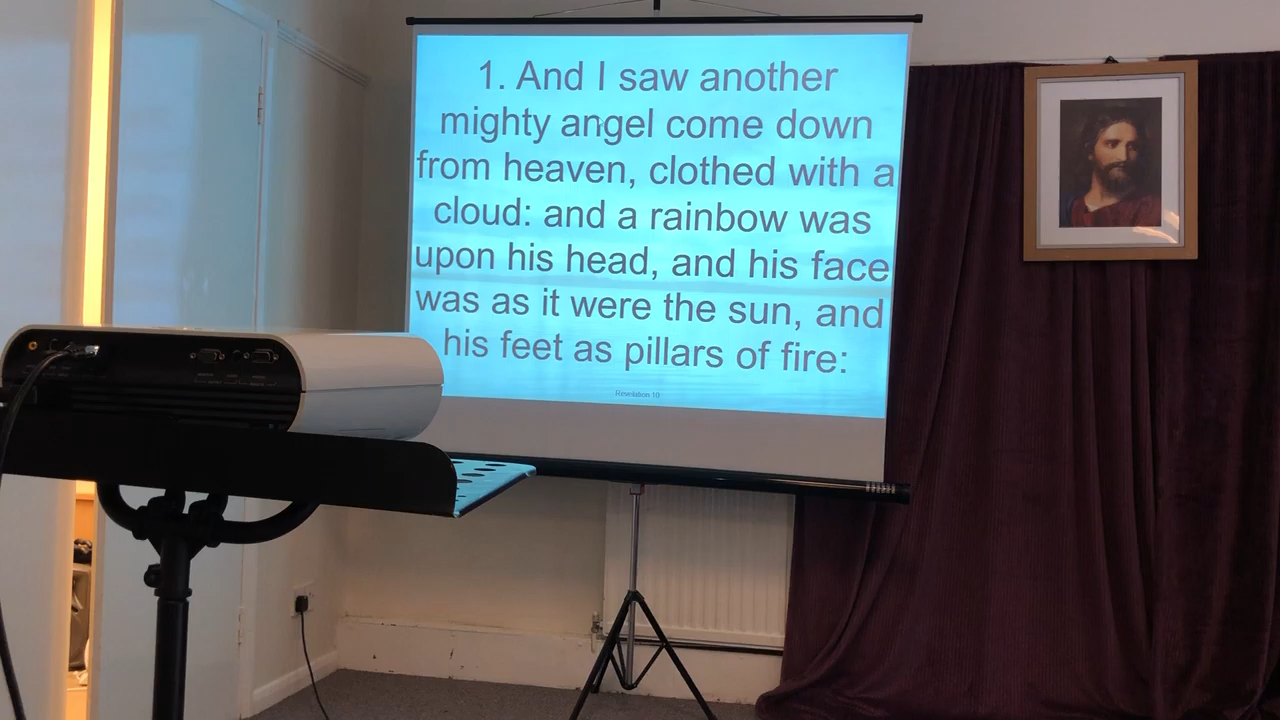 1. And I saw another
mighty angel come down
from heaven, clothed with a
cloud: and a rainbow was
upon his head, and his face
was as it were the sun, and
his feet as pillars of fire:
Revelation 10